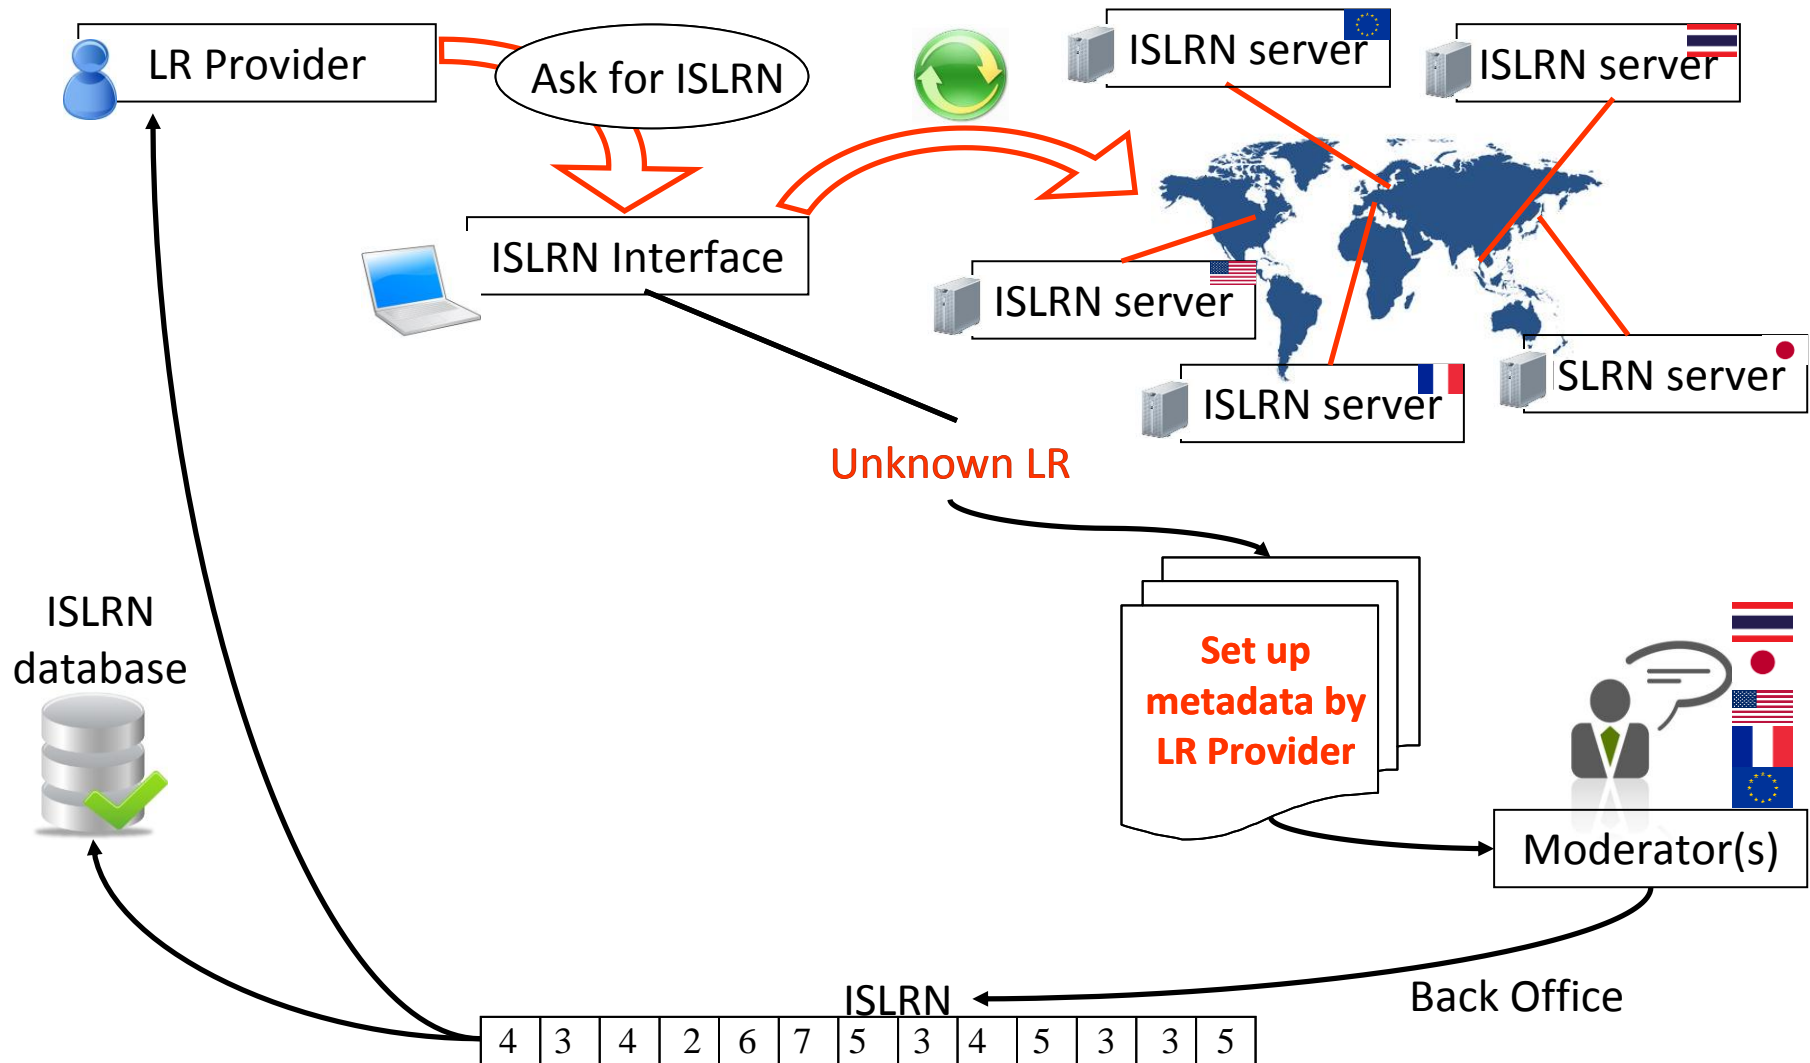 LR Provider
Ask for ISLRN
ISLRN server
ISLRN server
ISLRN Interface
ISLRN server
ISLRN server
SLRN server
Unknown LR
ISLRN
database
Set up
metadata by
LR Provider
Moderator(s)
Back Office
ISLRN
4 3 4 2 6 7 5 3 4 5 3 3 5